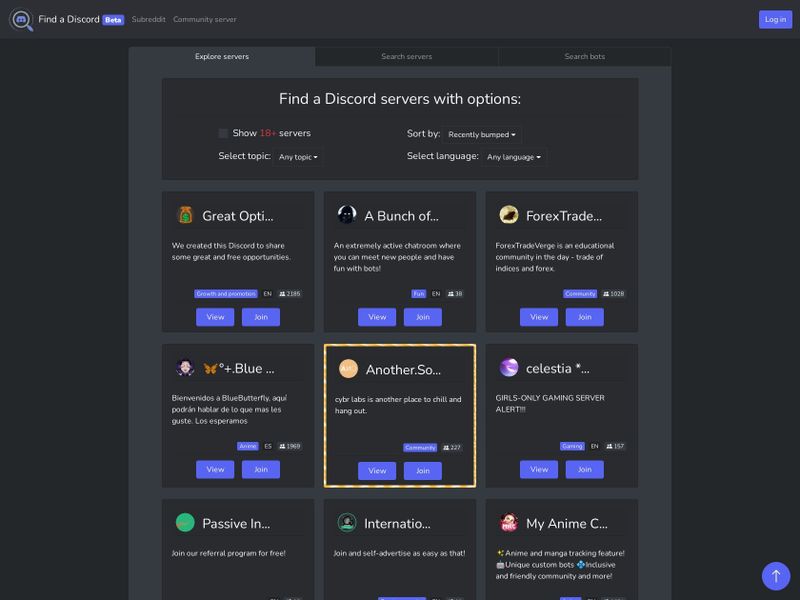 Find a Discord Beta Subreddit Community server Log in
Explore servers Search servers Search bots
Find a Discord servers with options:
Show 18+ servers
Sort by: Recently bumped
Select topic: Any topic
Select language: Any language
Great Opti...
We created this Discord to share
some great and free opportunities.
Growth and promotion EN 2185
View Join
A Bunch of...
An extremely active chatroom where
you can meet new people and have
fun with bots!
Fun EN 38
View Join
ForexTrade...
ForexTradeVerge is an educational
community in the day - trade of
indices and forex.
Community 1028
View Join
🦋°+.Blue ...
Bienvenidos a BlueButterfly, aquí
podrán hablar de lo que mas les
guste. Los esperamos
Anime ES 1969
View Join
Another.So...
cybr labs is another place to chill and
hang out.
Community 227
View Join
celestia *...
GIRLS-ONLY GAMING SERVER
ALERT!!!
Gaming EN 157
View Join
Passive In...
Join our referral program for free!
Internatio...
Join and self-advertise as easy as that!
My Anime C...
✨Anime and manga tracking feature!
🤖Unique custom bots 💠Inclusive
and friendly community and more!